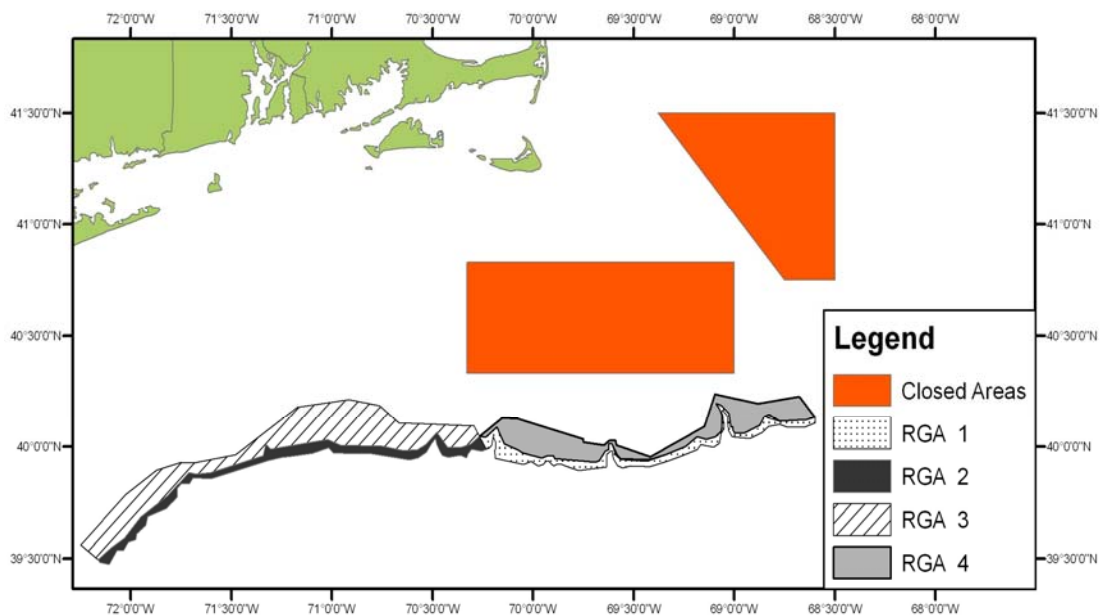 72°0'0"W 71°30'0"W 71°0'0"W 70°30'0"W 70°0'0"W 69°30'0"W 69°0'0"W 68°30'0"W 68°0'0"W
41°30'0"N 41°30'0"N
41°0'0"N 41°0'0"N
40°30'0"N 40°30'0"N
Legend
Closed Areas
RGA 1
40°0'0"N 40°0'0"N
RGA 2
RGA 3
39°30'0"N 39°30'0"N
RGA 4
72°0'0"W 71°30'0"W 71°0'0"W 70°30'0"W 70°0'0"W 69°30'0"W 69°0'0"W 68°30'0"W 68°0'0"W